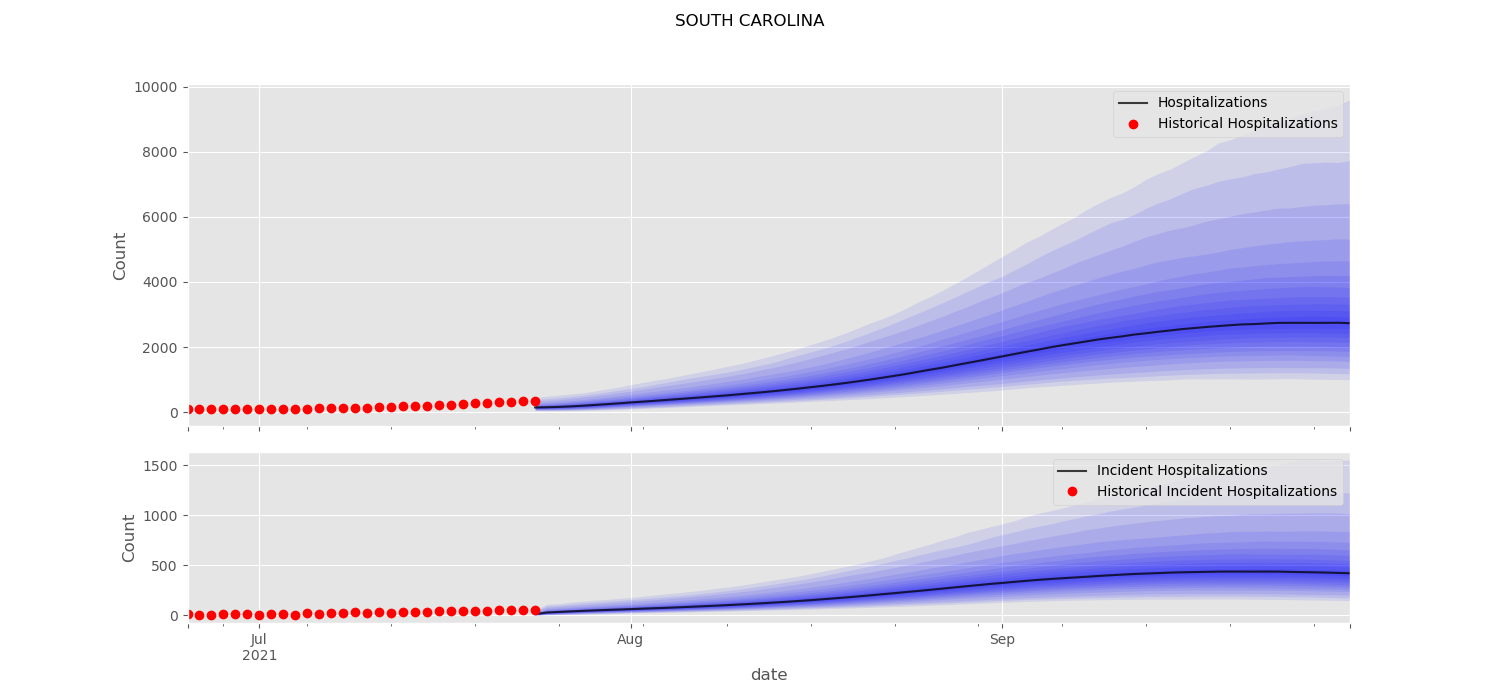 SOUTH CAROLINA
10000
8000
6000
4000
2000
0
Count
Hospitalizations
Historical Hospitalizations
1500
1000
500
0
Count
Incident Hospitalizations
Historical Incident Hospitalizations
Jul
2021
Aug
Sep
date